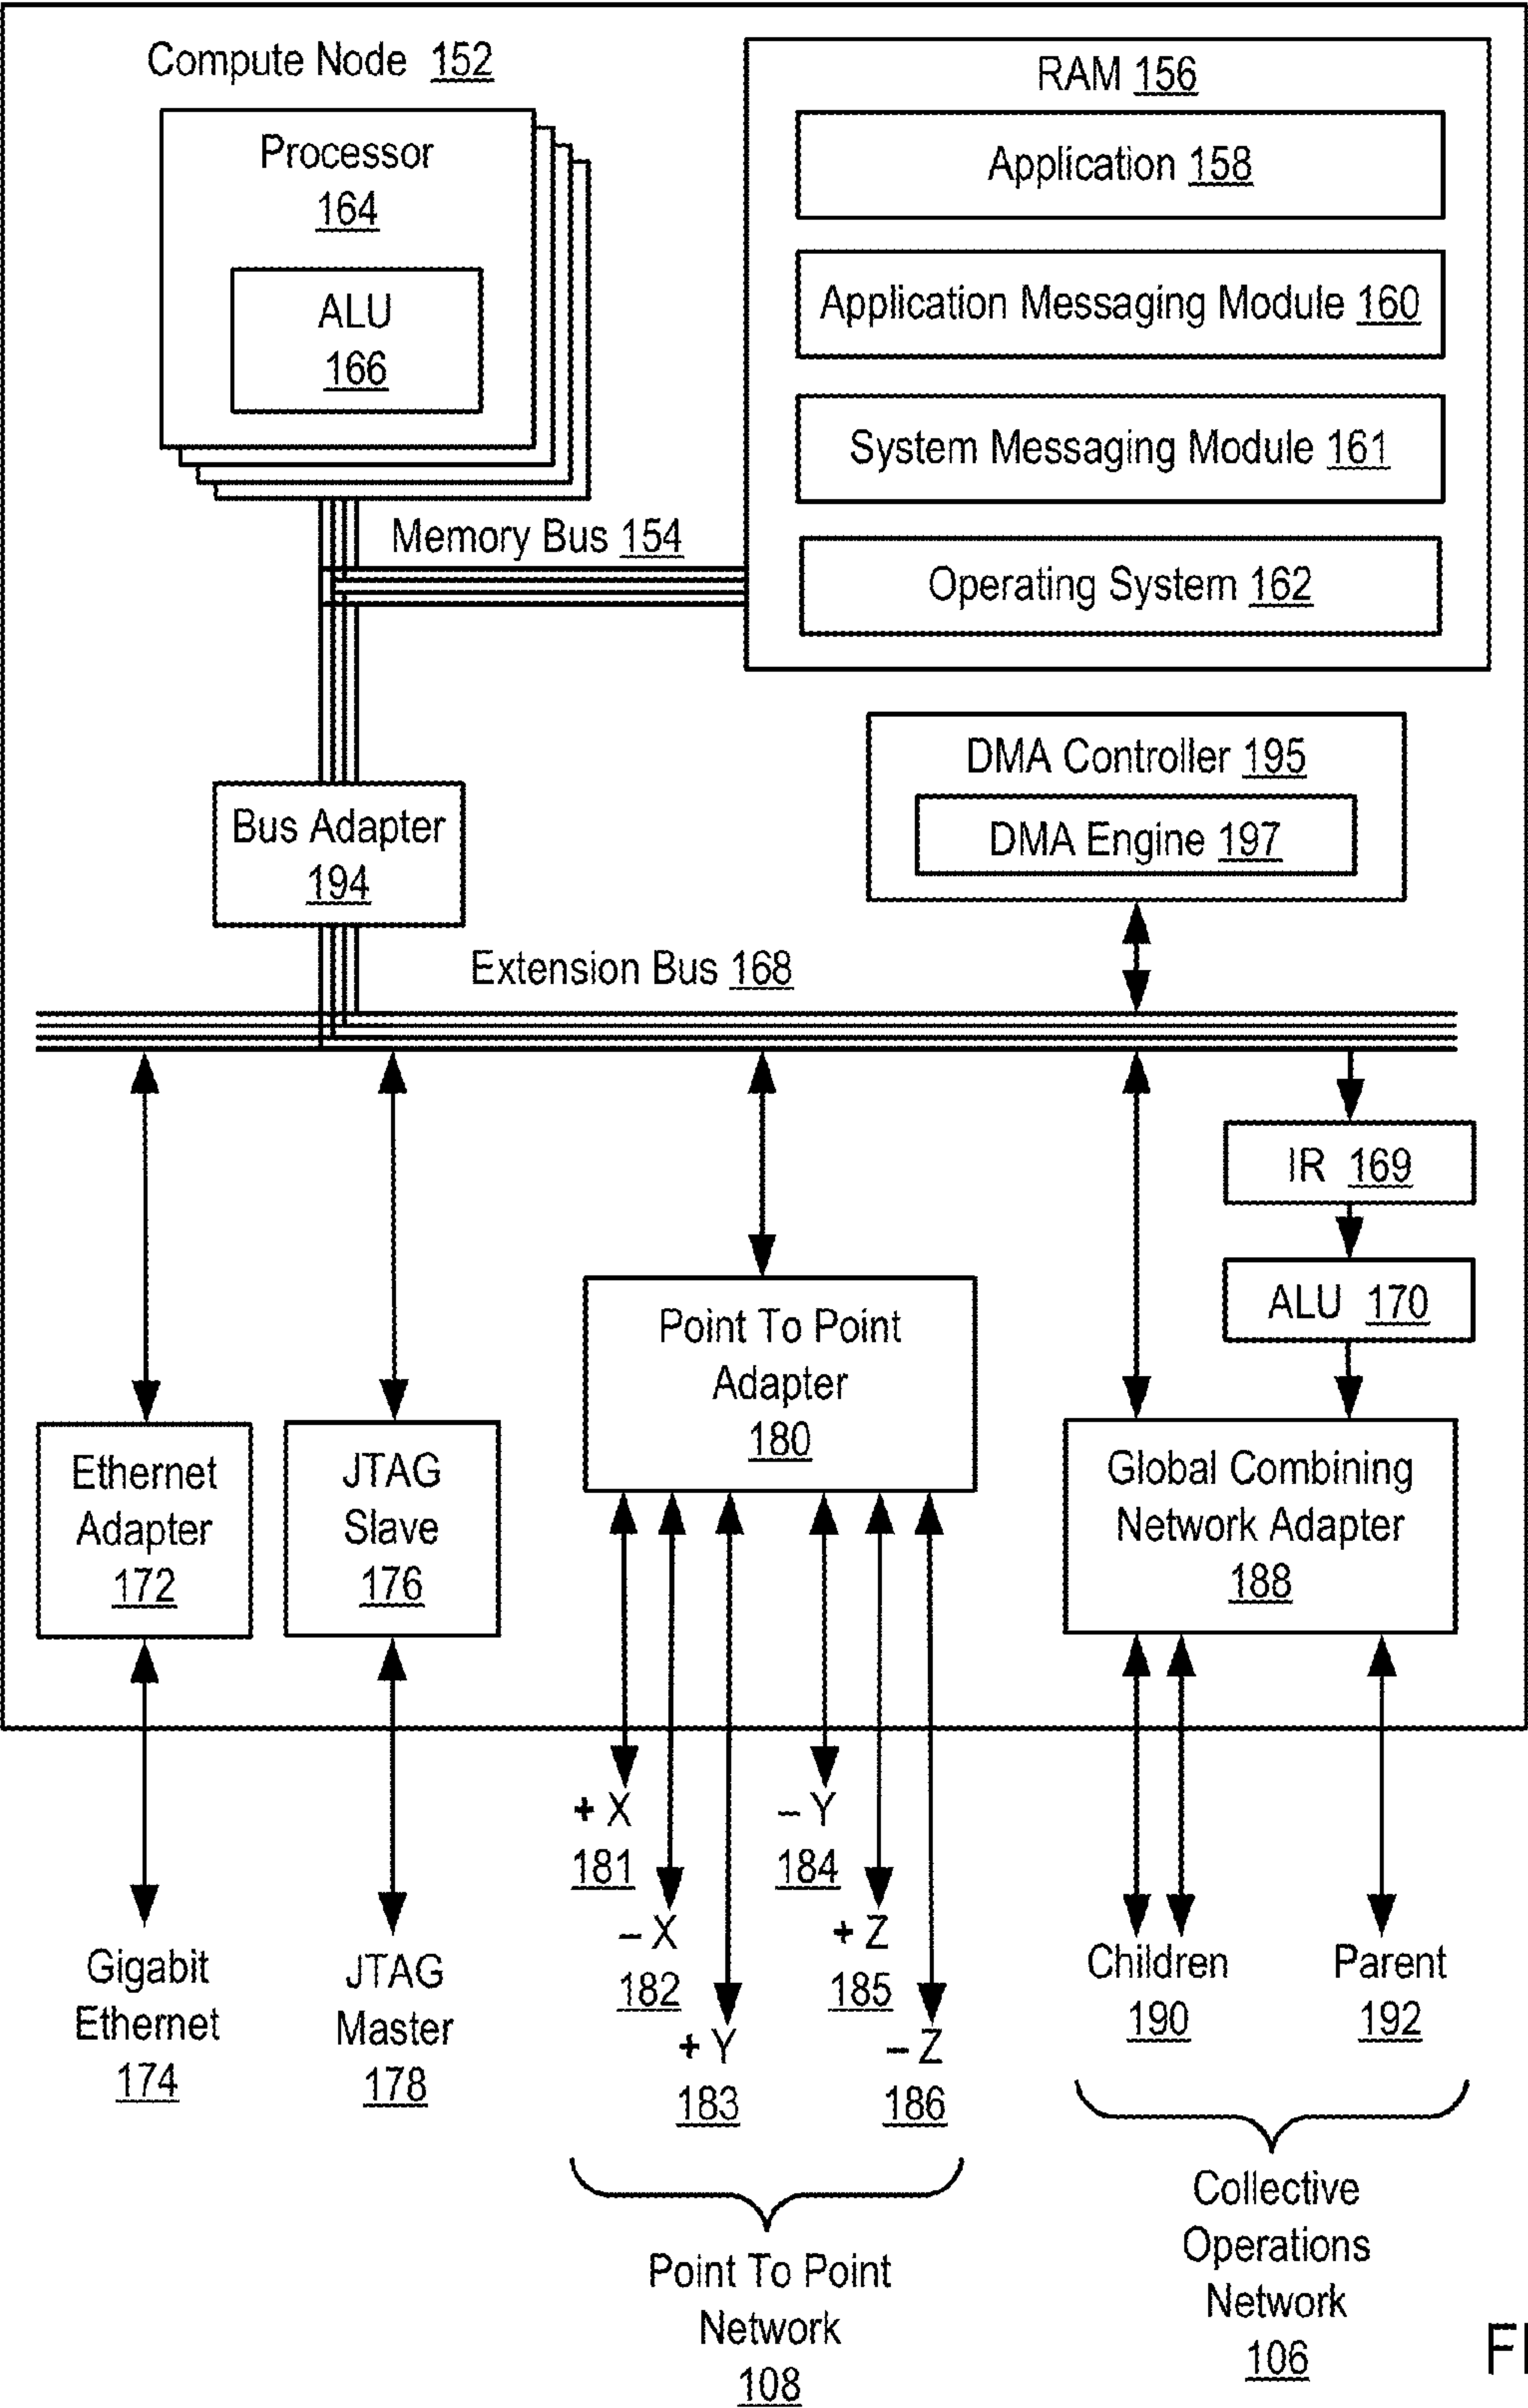 Compute Node 152
Processor
164
ALU
166
RAM 156
Application 158
Application Messaging Module 160
System Messaging Module 161
Operating System 162
Memory Bus 154
DMA Controller 195
DMA Engine 197
Bus Adapter
194
Extension Bus 168
IR 169
ALU 170
Point To Point
Adapter
180
Ethernet
Adapter
172
JTAG
Slave
176
Global Combining
Network Adapter
188
+ X
181
– X
182
+ Y
183
– Y
184
+ Z
185
– Z
186
Gigabit
Ethernet
174
JTAG
Master
178
Children
190
Parent
192
Point To Point
Network
108
Collective
Operations
Network
106